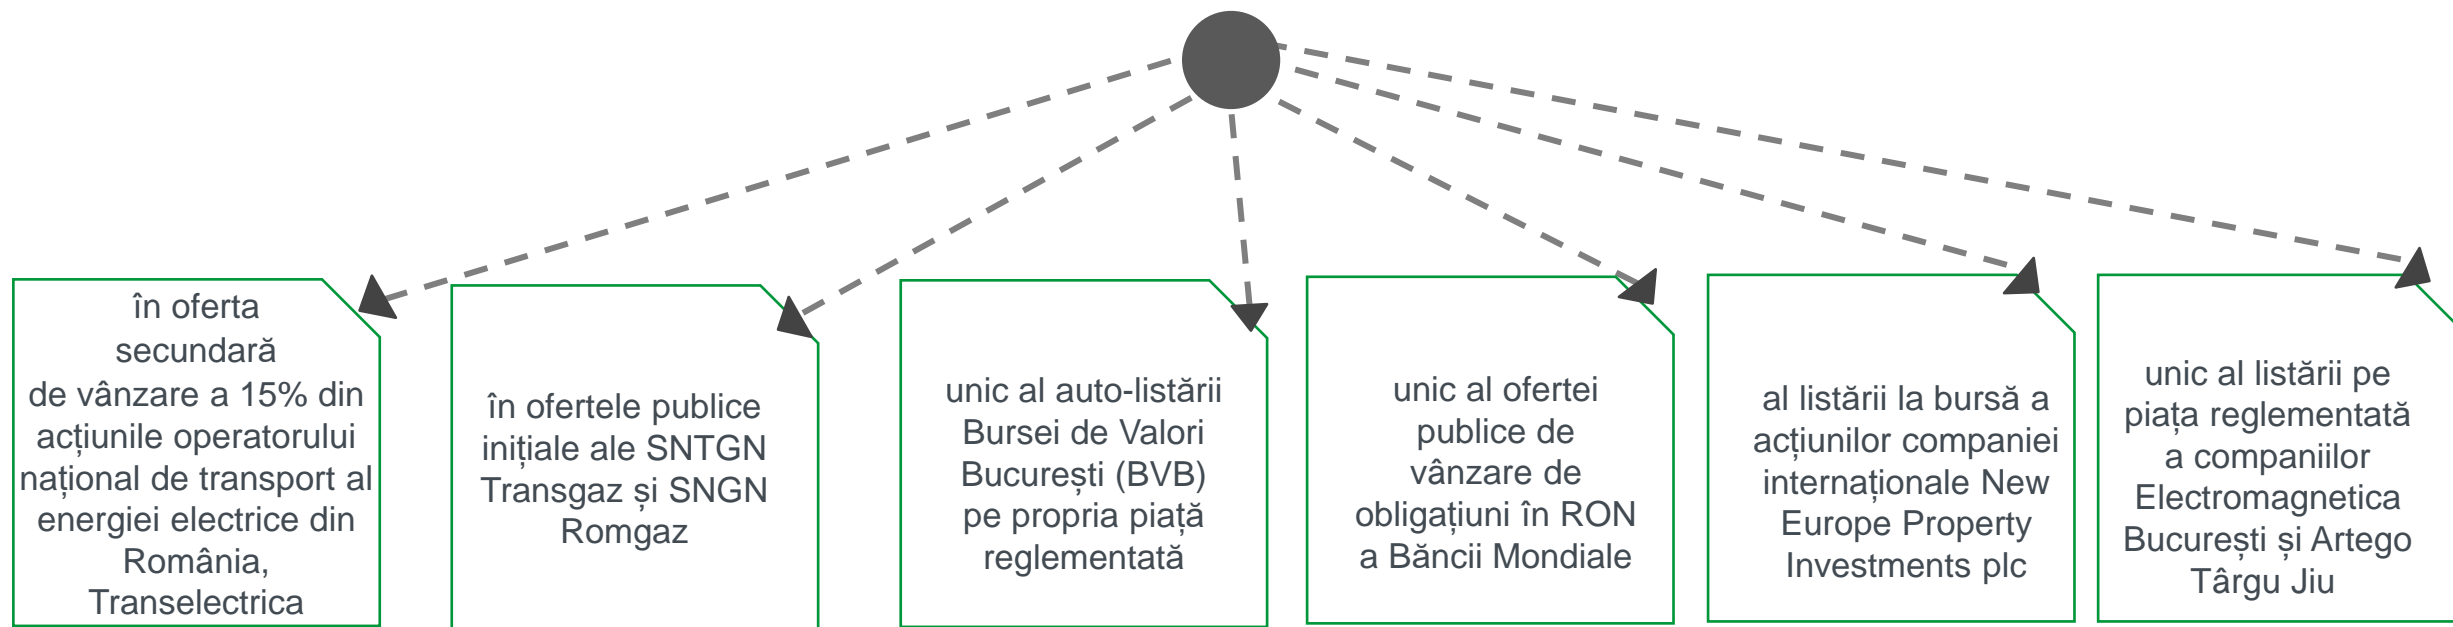 în oferta
secundară
de vânzare a 15% din
acțiunile operatorului
național de transport al
energiei electrice din
România,
Transelectrica
în ofertele publice
inițiale ale SNTGN
Transgaz și SNGN
Romgaz
unic al auto-listării
Bursei de Valori
București (BVB)
pe propria piață
reglementată
unic al ofertei
publice de
vânzare de
obligațiuni în RON
a Băncii Mondiale
al listării la bursă a
acțiunilor companiei
internaționale New
Europe Property
Investments plc
unic al listării pe
piața reglementată
a companiilor
Electromagnetica
București și Artego
Târgu Jiu